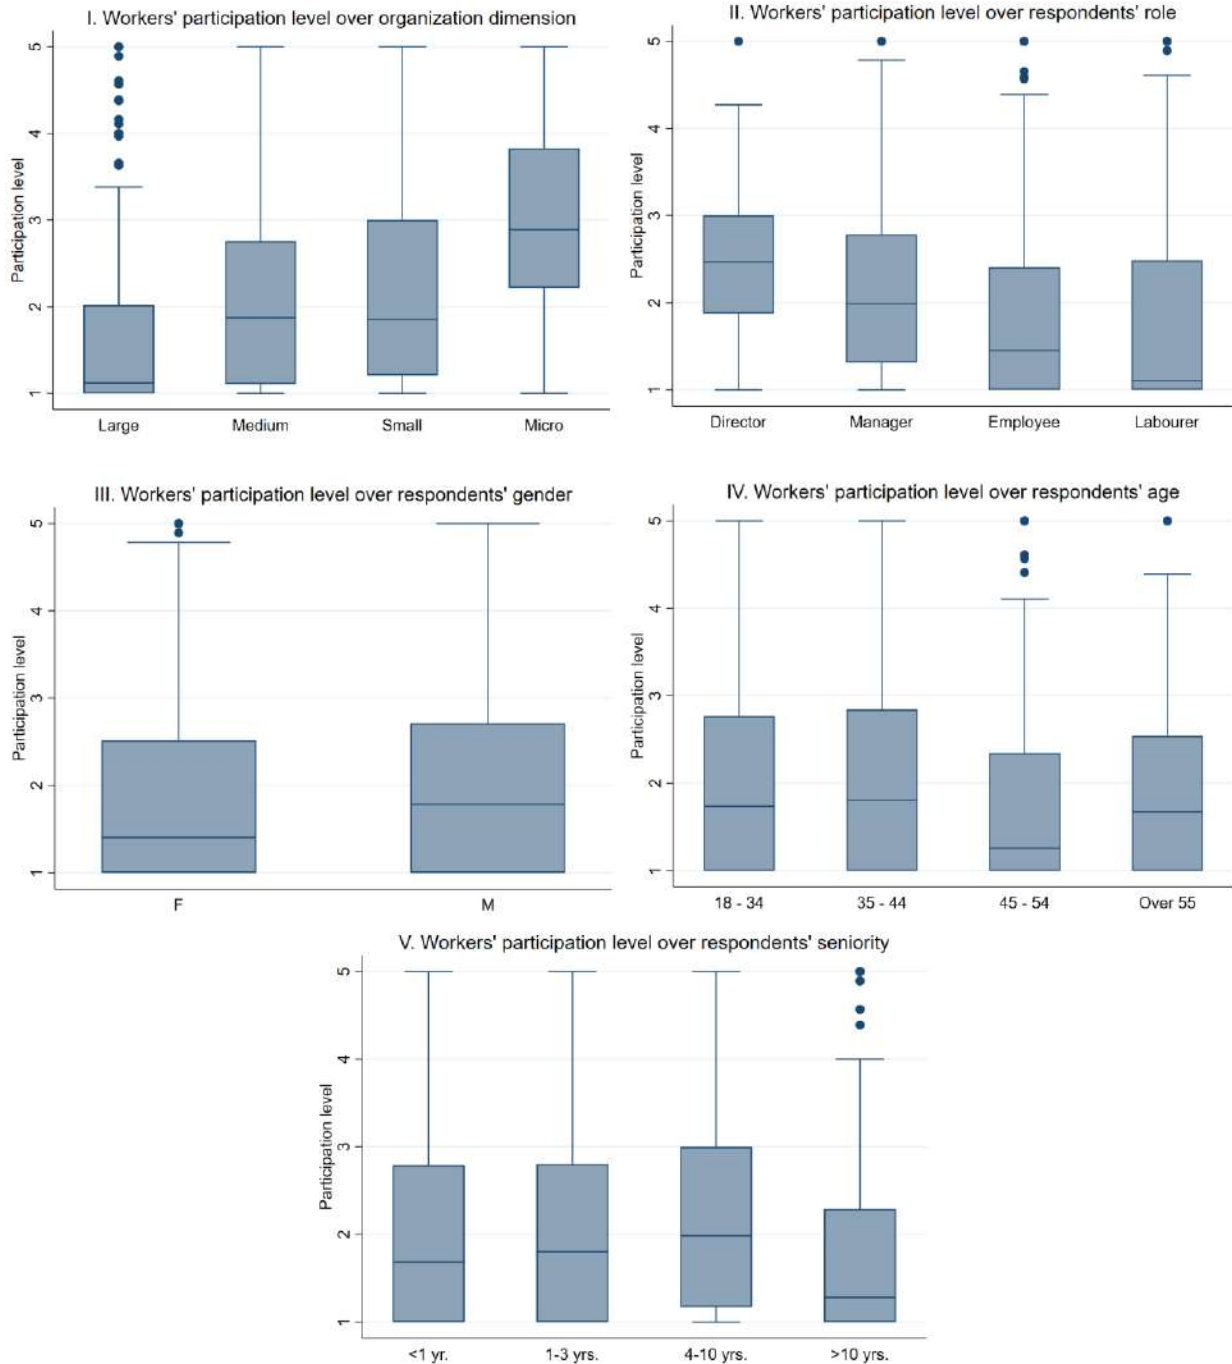 I. Workers' participation level over organization dimension
Participation level
5
4
3
2
1
Large Medium Small Micro
II. Workers' participation level over respondents' role
Participation level
5
4
3
2
1
Director Manager Employee Labourer
III. Workers' participation level over respondents' gender
Participation level
5
4
3
2
1
F M
IV. Workers' participation level over respondents' age
Participation level
5
4
3
2
1
18 - 34 35 - 44 45 - 54 Over 55
V. Workers' participation level over respondents' seniority
Participation level
5
4
3
2
1
<1 yr. 1-3 yrs. 4-10 yrs. >10 yrs.